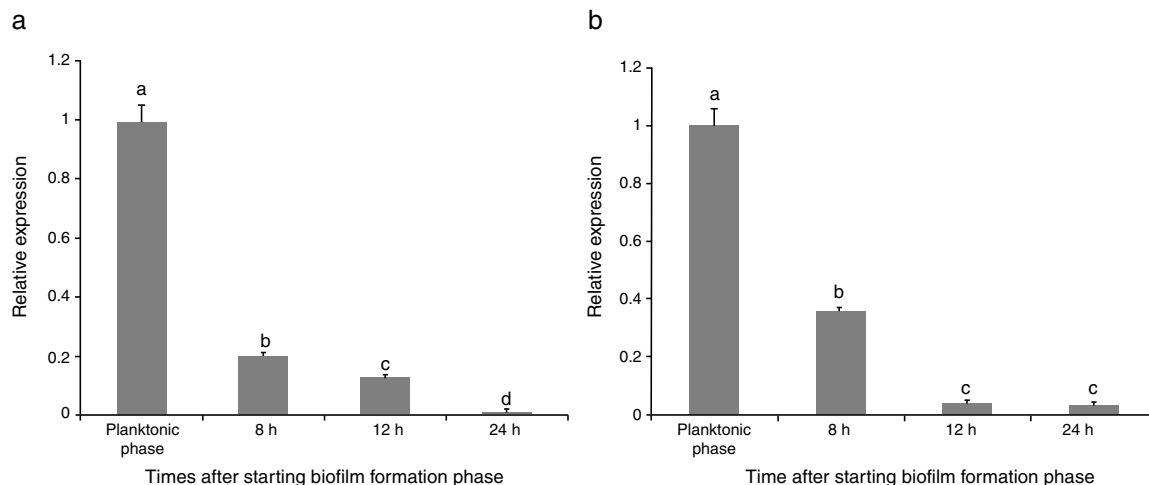 a
1.2
1
0.8
0.6
0.4
0.2
0
Relative expression
a
b
c
d
Planktonic
phase
8 h
12 h
24 h
Times after starting biofilm formation phase
b
1.2
1
0.8
0.6
0.4
0.2
0
Relative expression
a
b
c
c
Planktonic
phase
8 h
12 h
24 h
Time after starting biofilm formation phase